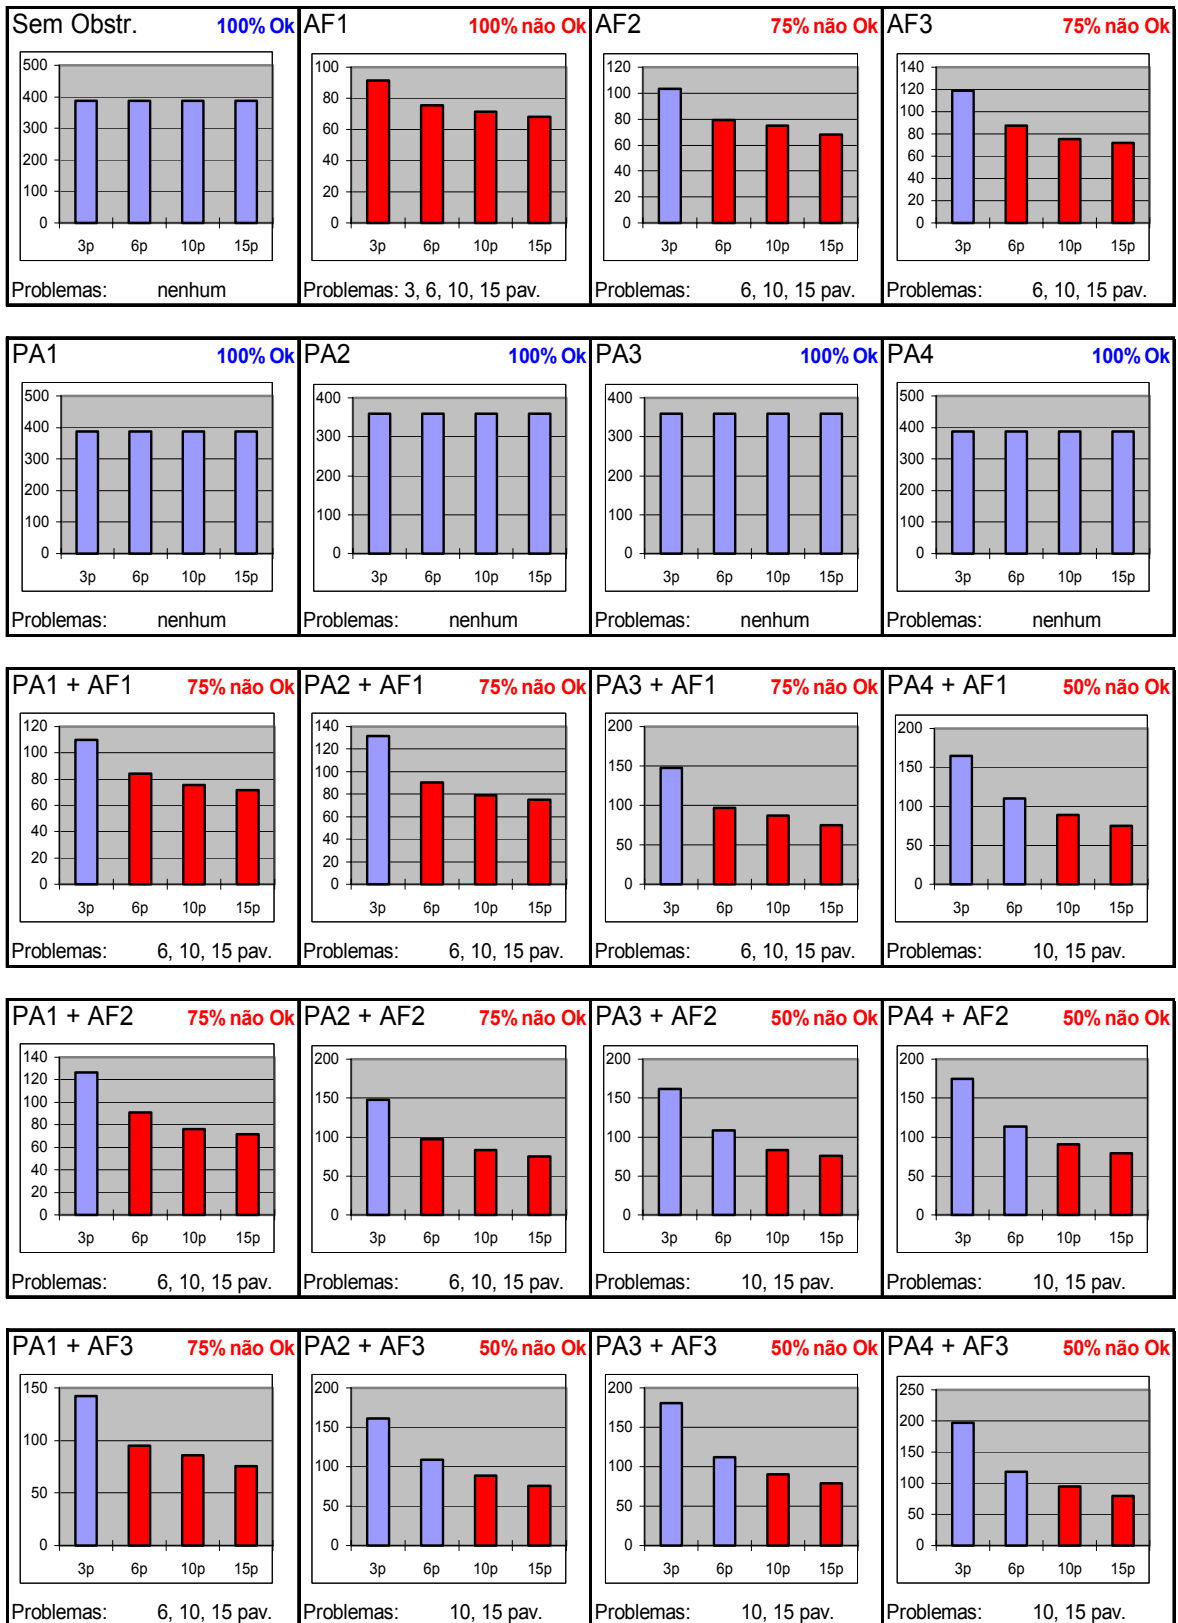 Sem Obstr. 100% Ok
500
400
300
200
100
0
3p 6p 10p 15p
Problemas: nenhum
AF1 100% não Ok
100
80
60
40
20
0
3p 6p 10p 15p
Problemas: 3, 6, 10, 15 pav.
AF2 75% não Ok
120
100
80
60
40
20
0
3p 6p 10p 15p
Problemas: 6, 10, 15 pav.
AF3 75% não Ok
140
120
100
80
60
40
20
0
3p 6p 10p 15p
Problemas: 6, 10, 15 pav.
PA1 100% Ok
500
400
300
200
100
0
3p 6p 10p 15p
Problemas: nenhum
PA2 100% Ok
400
300
200
100
0
3p 6p 10p 15p
Problemas: nenhum
PA3 100% Ok
400
300
200
100
0
3p 6p 10p 15p
Problemas: nenhum
PA4 100% Ok
500
400
300
200
100
0
3p 6p 10p 15p
Problemas: nenhum
PA1 + AF1 75% não Ok
120
100
80
60
40
20
0
3p 6p 10p 15p
Problemas: 6, 10, 15 pav.
PA2 + AF1 75% não Ok
140
120
100
80
60
40
20
0
3p 6p 10p 15p
Problemas: 6, 10, 15 pav.
PA3 + AF1 75% não Ok
200
150
100
50
0
3p 6p 10p 15p
Problemas: 6, 10, 15 pav.
PA4 + AF1 50% não Ok
200
150
100
50
0
3p 6p 10p 15p
Problemas: 10, 15 pav.
PA1 + AF2 75% não Ok
140
120
100
80
60
40
20
0
3p 6p 10p 15p
Problemas: 6, 10, 15 pav.
PA2 + AF2 75% não Ok
200
150
100
50
0
3p 6p 10p 15p
Problemas: 6, 10, 15 pav.
PA3 + AF2 50% não Ok
200
150
100
50
0
3p 6p 10p 15p
Problemas: 10, 15 pav.
PA4 + AF2 50% não Ok
200
150
100
50
0
3p 6p 10p 15p
Problemas: 10, 15 pav.
PA1 + AF3 75% não Ok
150
100
50
0
3p 6p 10p 15p
Problemas: 6, 10, 15 pav.
PA2 + AF3 50% não Ok
200
150
100
50
0
3p 6p 10p 15p
Problemas: 10, 15 pav.
PA3 + AF3 50% não Ok
200
150
100
50
0
3p 6p 10p 15p
Problemas: 10, 15 pav.
PA4 + AF3 50% não Ok
250
200
150
100
50
0
3p 6p 10p 15p
Problemas: 10, 15 pav.